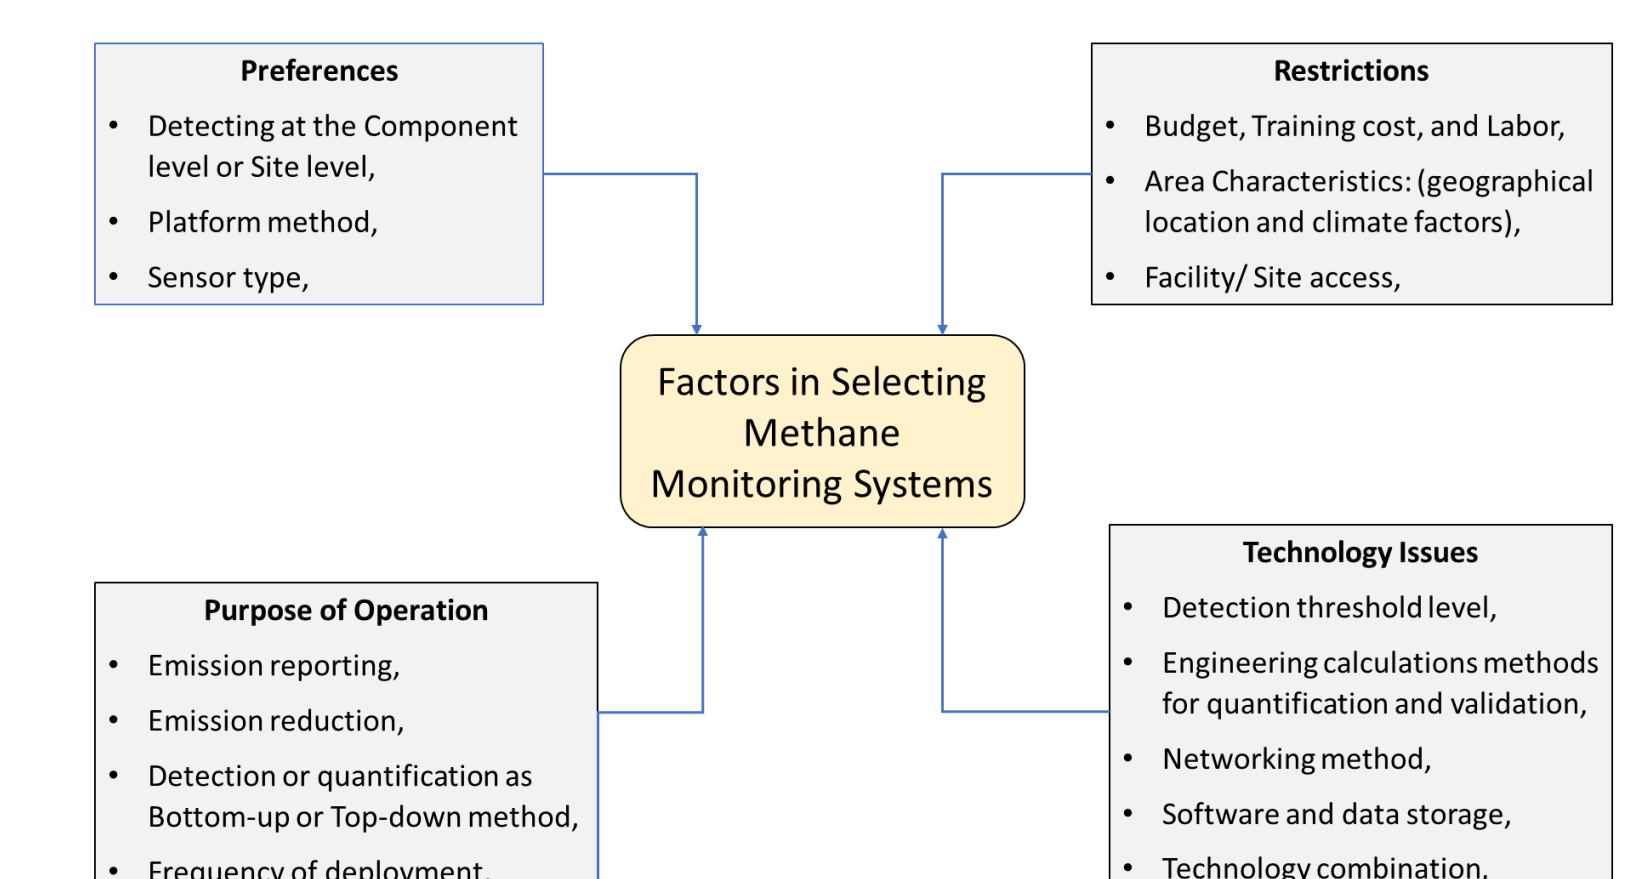 Preferences
• Detecting at the Component
level or Site level,
• Platform method,
• Sensor type,
Restrictions
• Budget, Training cost, and Labor,
• Area Characteristics: (geographical
location and climate factors),
• Facility/ Site access,
Factors in Selecting
Methane
Monitoring Systems
Purpose of Operation
• Emission reporting,
• Emission reduction,
• Detection or quantification as
Bottom-up or Top-down method,
• Frequency of deployment,
Technology Issues
• Detection threshold level,
• Engineering calculations methods
for quantification and validation,
• Networking method,
• Software and data storage,
• Technology combination,